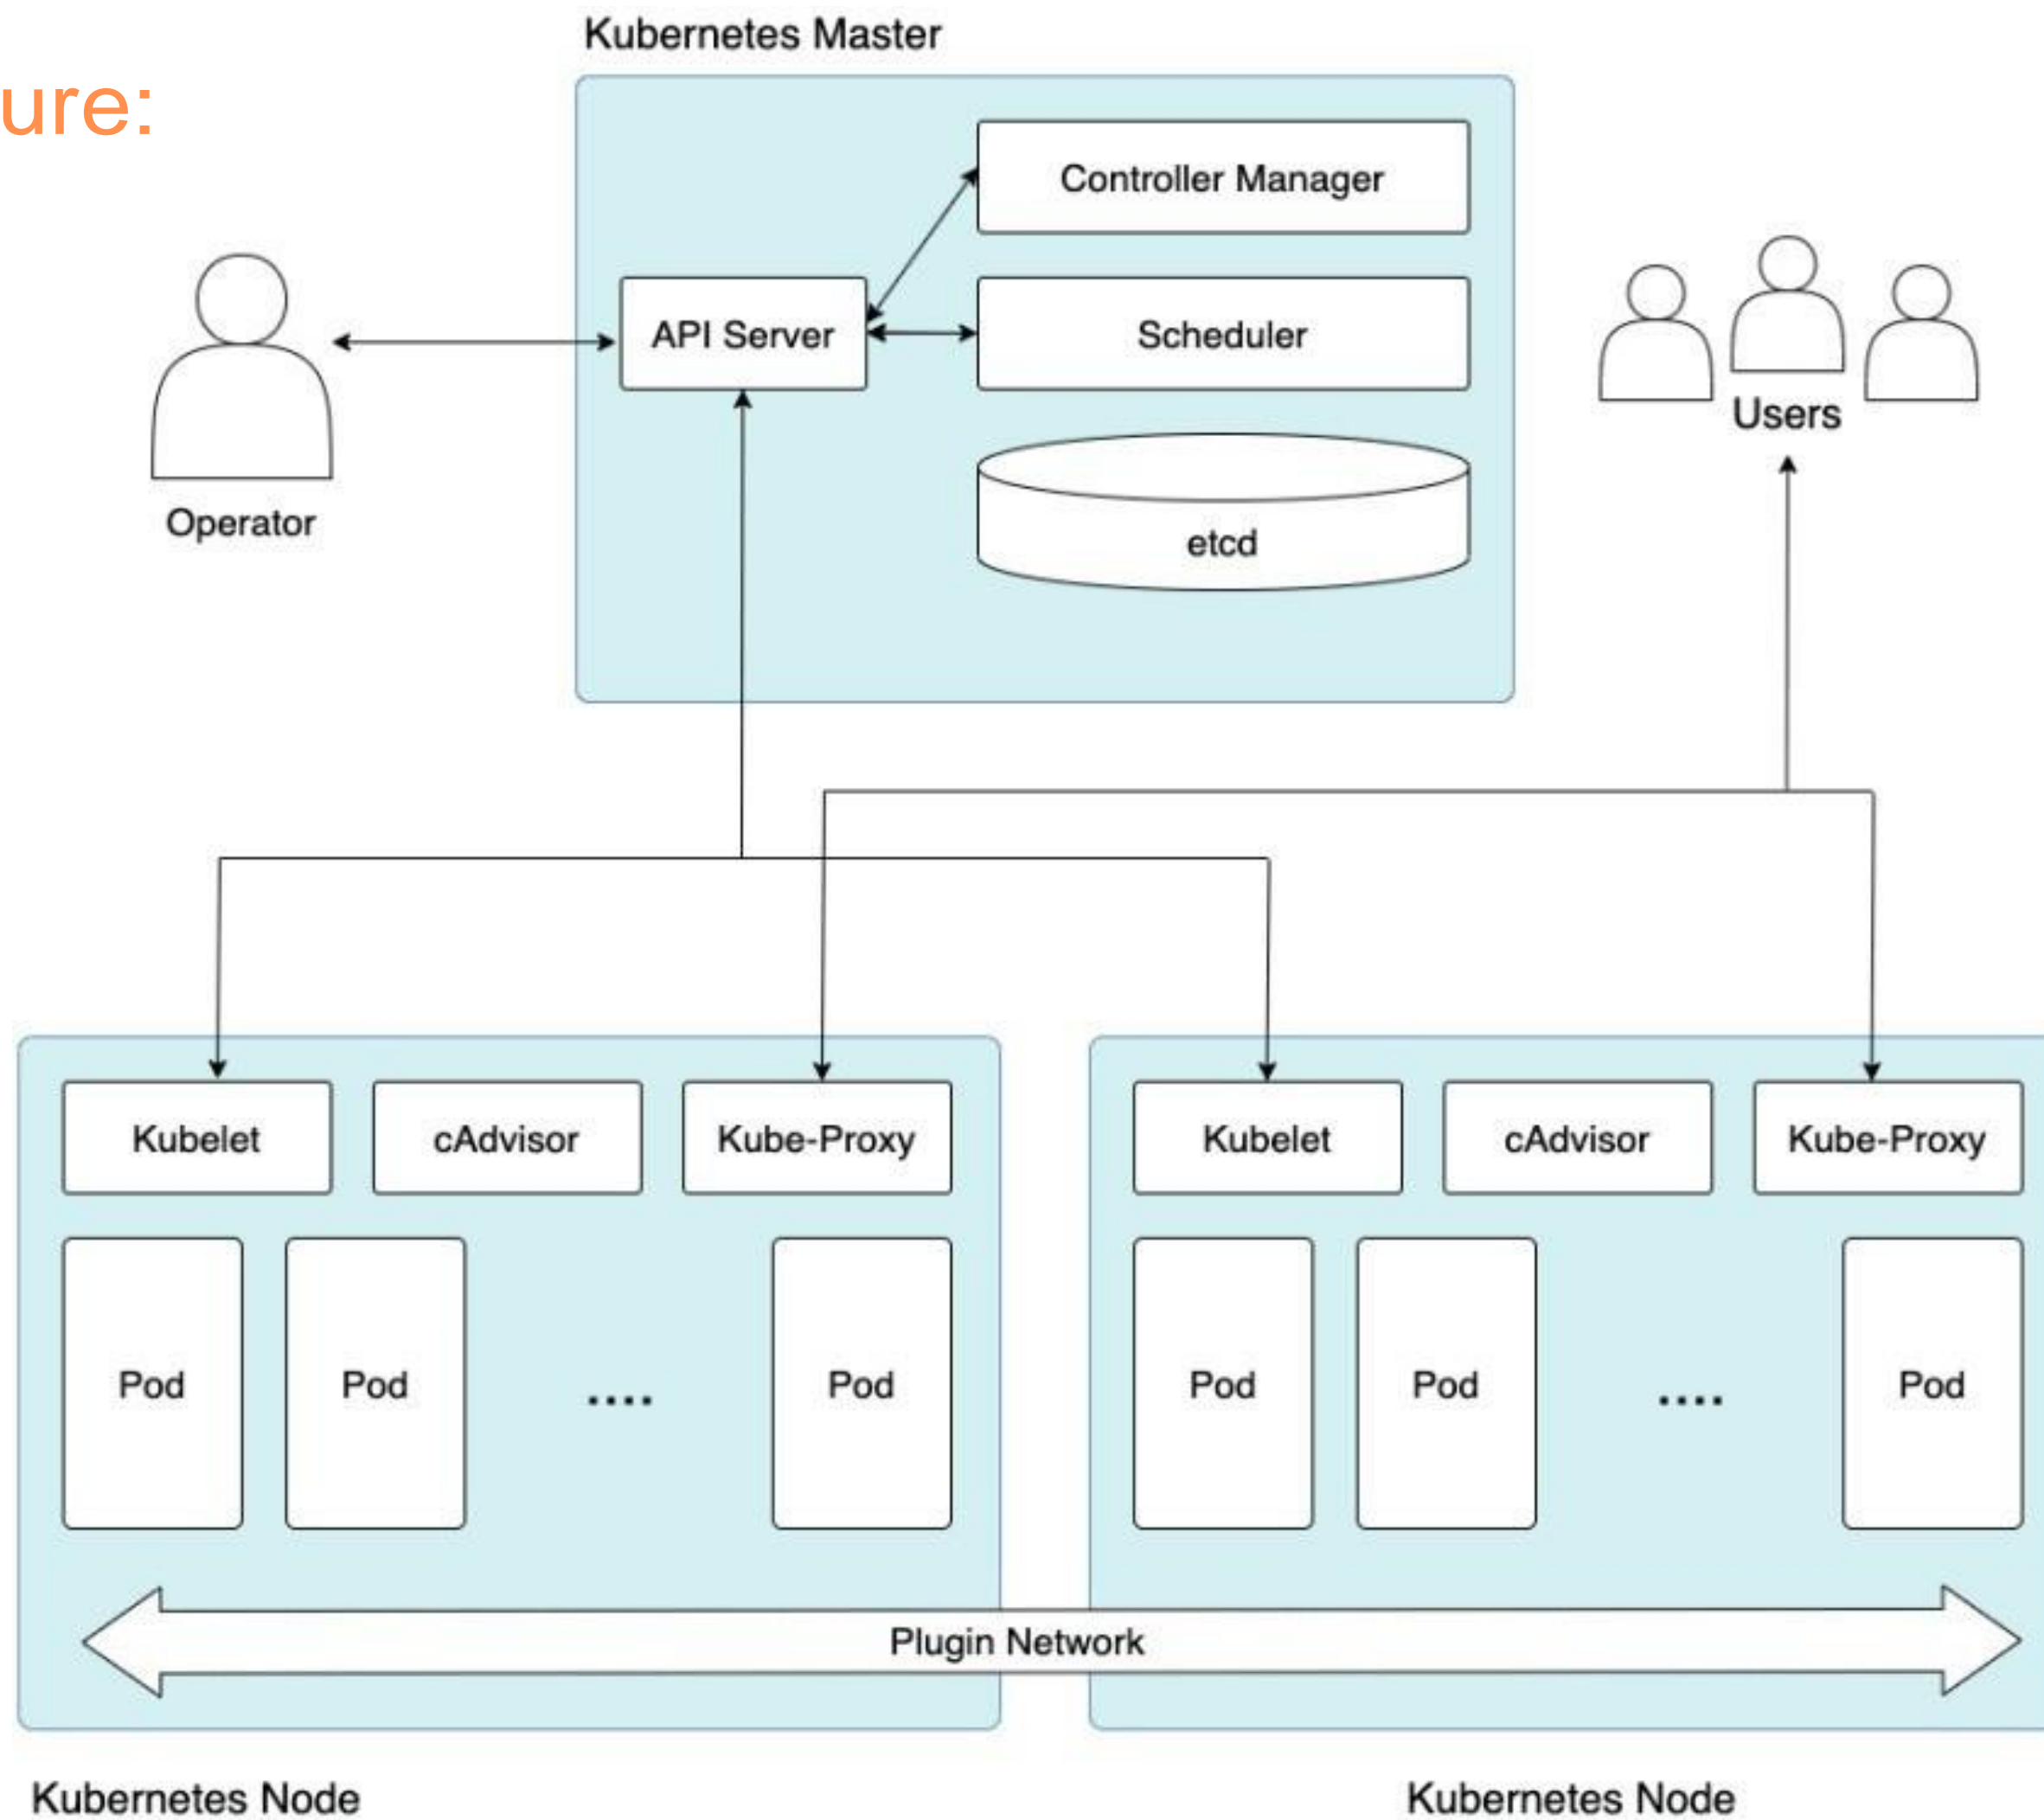 Kubernetes Master
ure:
Controller Manager
API Server
Scheduler
Users
Operator
etcd
Kubelet
cAdvisor
Kube-Proxy
Kubelet
cAdvisor
Kube-Proxy
Pod
Pod
....
Pod
Pod
Pod
....
Pod
Plugin Network
Kubernetes Node
Kubernetes Node